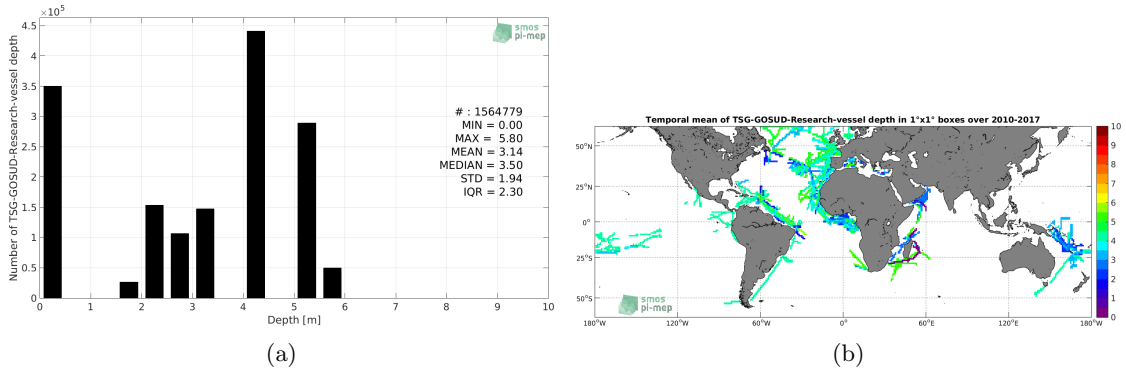 ×10⁵
4.5
4
3.5
3
2.5
2
1.5
1
0.5
0
0 1 2 3 4 5 6 7 8 9 10
Depth [m]
Number of TSG-GOSUD-Research-vessel depth
smos
pi-mep
# : 1564779
MIN = 0.00
MAX = 5.80
MEAN = 3.14
MEDIAN = 3.50
STD = 1.94
IQR = 2.30
(a)
Temporal mean of TSG-GOSUD-Research-vessel depth in 1°x1° boxes over 2010-2017
50°N
25°N
0°
25°S
50°S
180°W 120°W 60°W 0° 60°E 120°E 180°W
smos
pi-mep
10
9
8
7
6
5
4
3
2
1
0
(b)